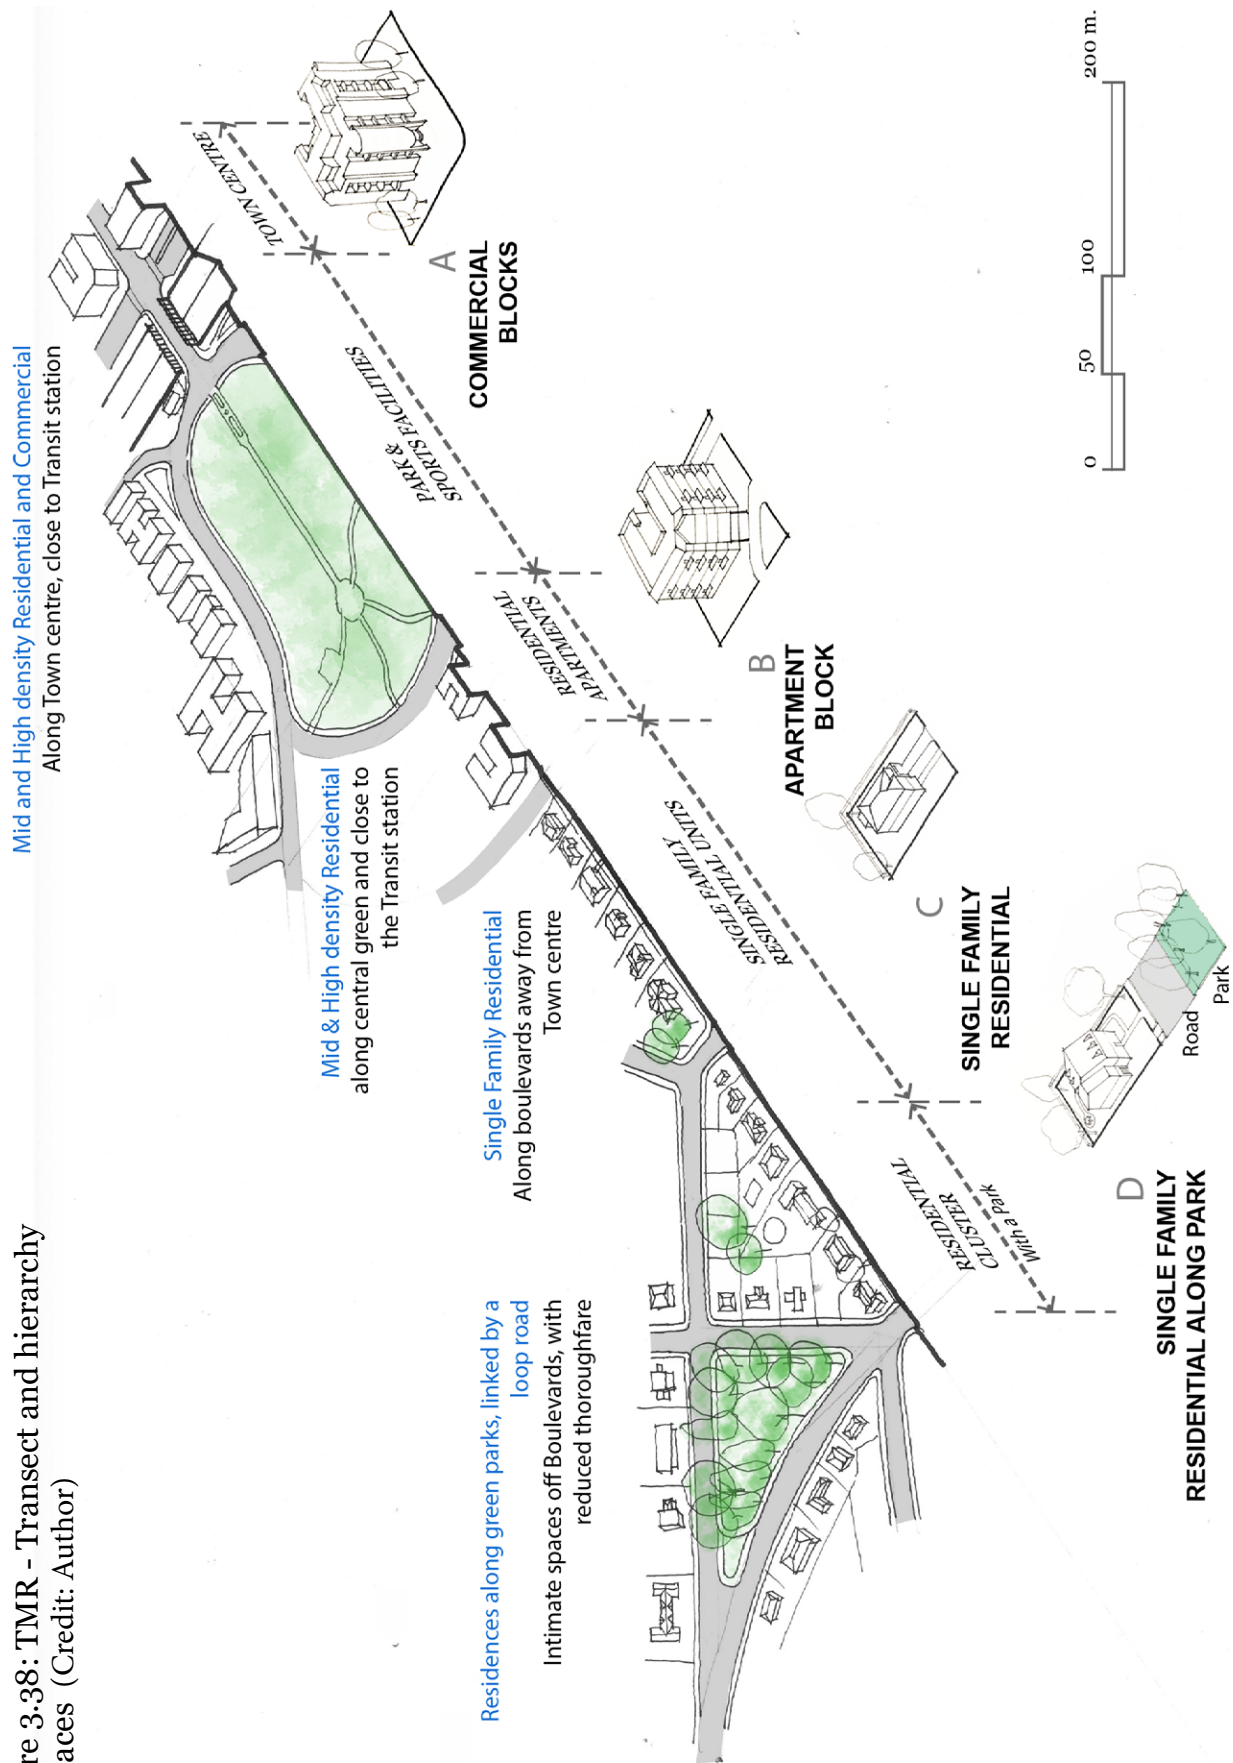 re 3.38: TMR - Transect and hierarchy
aces (Credit: Author)
Mid and High density Residential and Commercial
Along Town centre, close to Transit station
Mid & High density Residential
along central green and close to
the Transit station
Single Family Residential
Along boulevards away from
Town centre
Residences along green parks, linked by a
loop road
Intimate spaces off Boulevards, with
reduced thoroughfare
TOWN CENTRE
PARK &
SPORTS FACILITIES
RESIDENTIAL
APARTMENTS
SINGLE FAMILY
RESIDENTIAL UNITS
RESIDENTIAL
CLUSTER
With a Park
A
COMMERCIAL
BLOCKS
B
APARTMENT
BLOCK
C
SINGLE FAMILY
RESIDENTIAL
D
SINGLE FAMILY
RESIDENTIAL ALONG PARK
Road
Park
0 50 100 200 m.